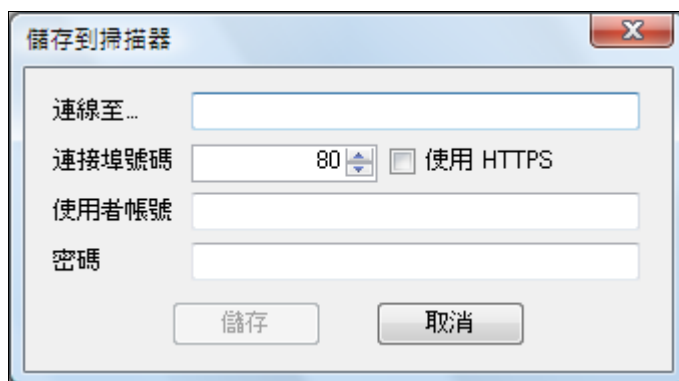 儲存到掃描器
連線至...
連接埠號碼 80 使用 HTTPS
使用者帳號
密碼
儲存 取消